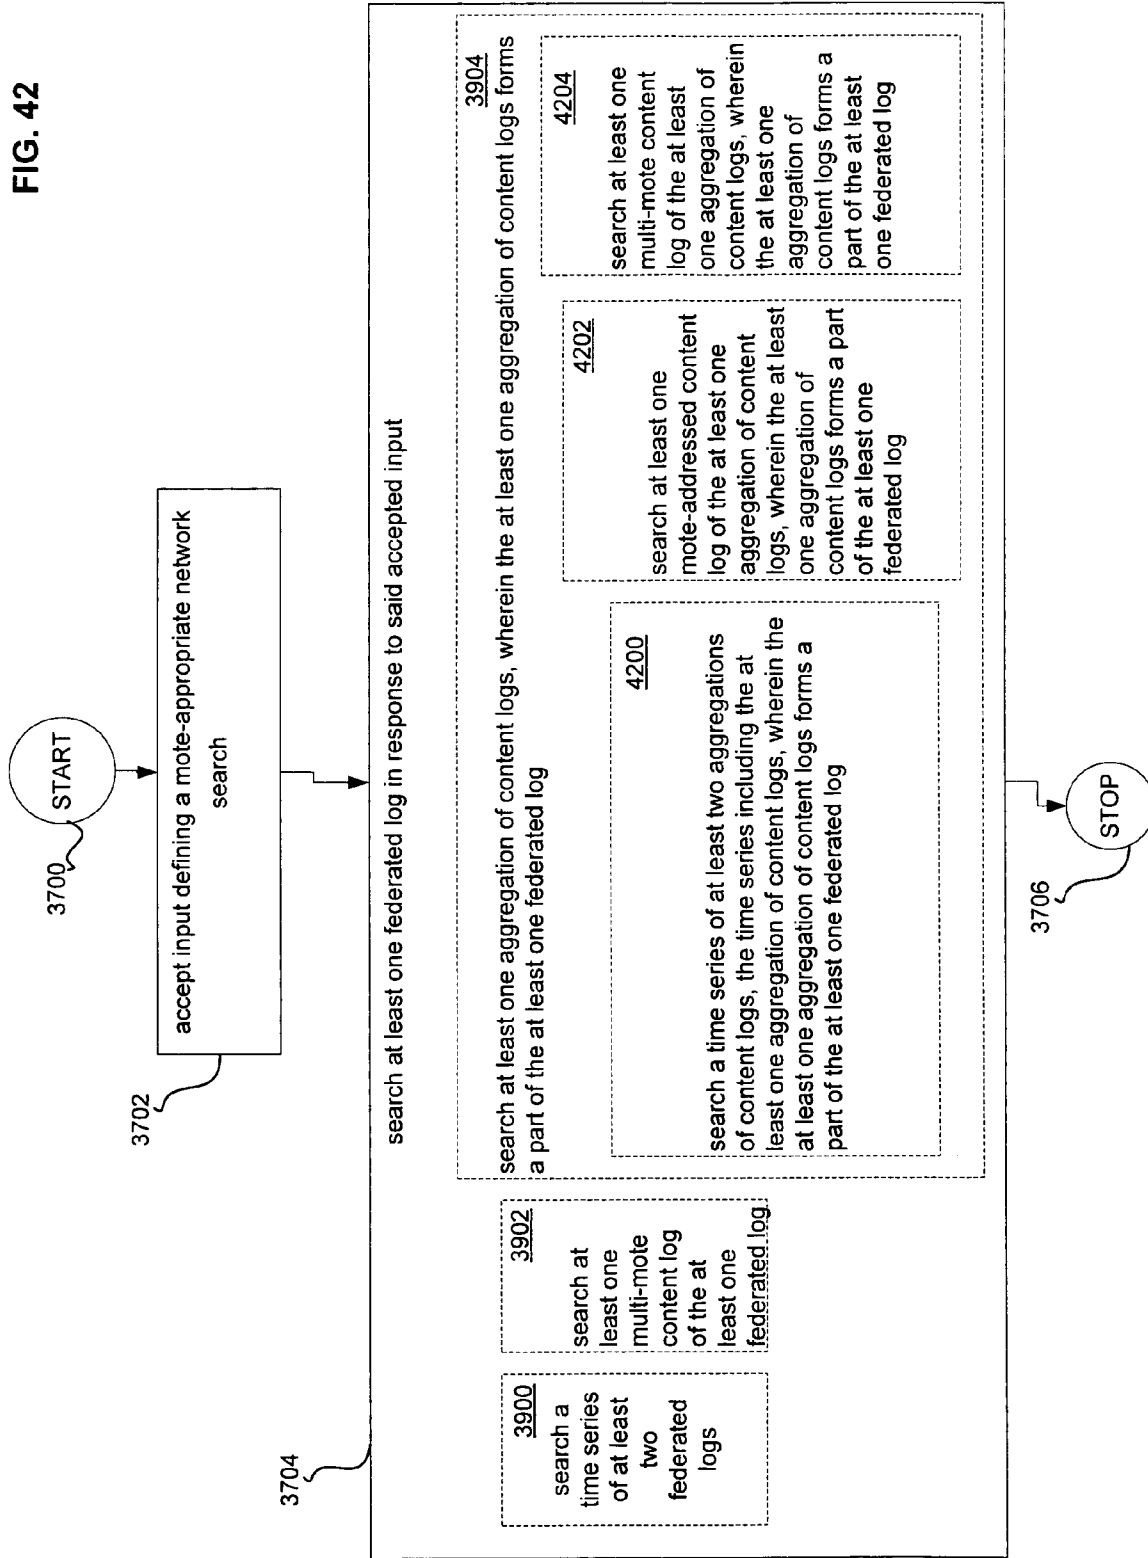 FIG. 42
START
3700
accept input defining a mote-appropriate network
search
3702
search at least one federated log in response to said accepted input
3704
3900
search a
time series
of at least
two
federated
logs
3902
search at
least one
multi-mote
content log
of the at
least one
federated log
3904
search at least one aggregation of content logs, wherein the at least one aggregation of content logs forms
a part of the at least one federated log
4200
search a time series of at least two aggregations
of content logs, the time series including the at
least one aggregation of content logs, wherein the
at least one aggregation of content logs forms a
part of the at least one federated log
4202
search at least one
mote-addressed content
log of the at least one
aggregation of content
logs, wherein the at least
one aggregation of
content logs forms a part
of the at least one
federated log
4204
search at least one
multi-mote content
log of the at least
one aggregation of
content logs, wherein
the at least one
aggregation of
content logs forms a
part of the at least
one federated log
STOP
3706